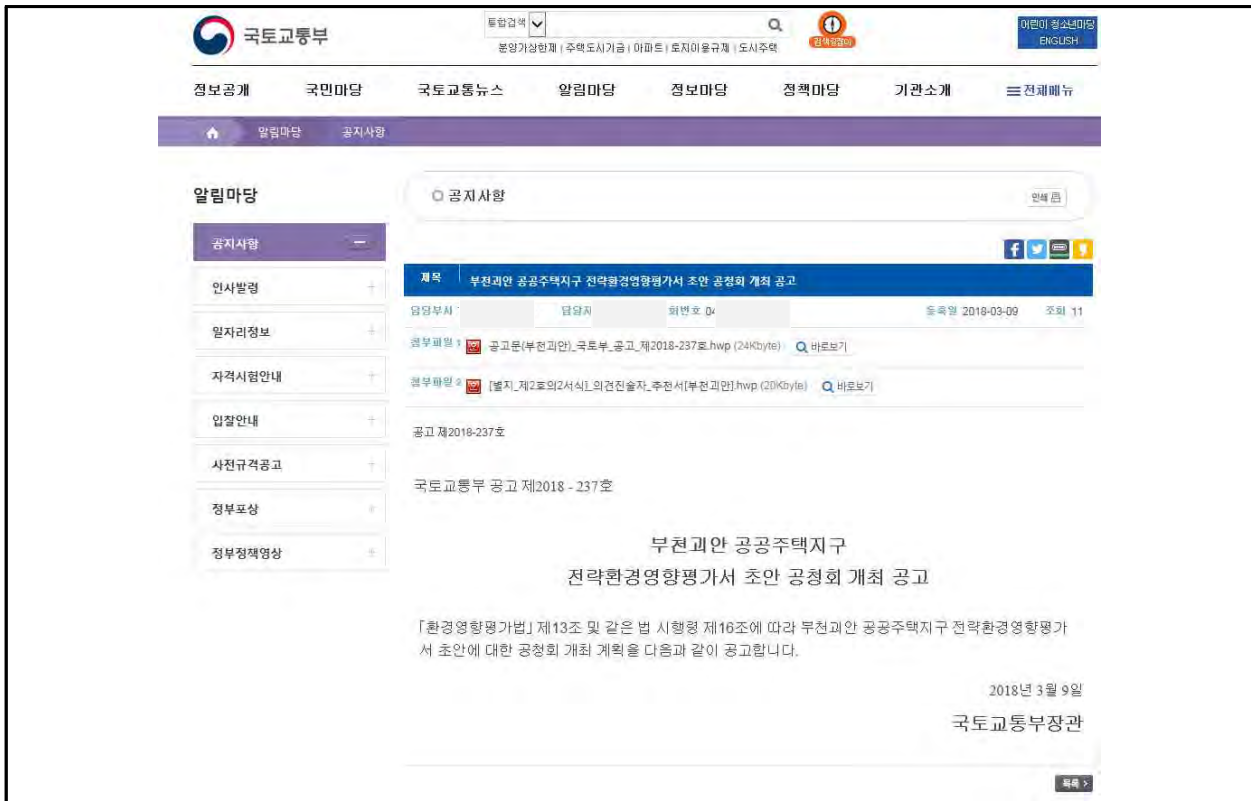 국토교통부
통합검색
분양가상한제 | 주택도시기금 | 아파트 | 토지이용규제 | 도시주택
검색길잡이
어린이 청소년마당
ENGLISH
정보공개 국민마당 국토교통뉴스 알림마당 정보마당 정책마당 기관소개 전체메뉴
알림마당 공지사항
알림마당
공지사항
인사발령
일자리정보
자격시험안내
입찰안내
사전규격공고
정부포상
정부정책영상
공지사항
인쇄
제목 부천괴안 공공주택지구 전략환경영향평가서 초안 공청회 개최 공고
담당부서 담당자 화번호 04 등록일 2018-03-09 조회 11
첨부파일 1 공고문(부천괴안)_국토부_공고_제2018-237호.hwp (24Kbyte) 바로보기
첨부파일 2 [별지_제2호의2서식]_의견진술자_추천서[부천괴안].hwp (20Kbyte) 바로보기
공고 제2018-237호
국토교통부 공고 제2018 - 237호
부천괴안 공공주택지구
전략환경영향평가서 초안 공청회 개최 공고
「환경영향평가법」 제13조 및 같은 법 시행령 제16조에 따라 부천괴안 공공주택지구 전략환경영향평가
서 초안에 대한 공청회 개최 계획을 다음과 같이 공고합니다.
2018년 3월 9일
국토교통부장관
목록 >